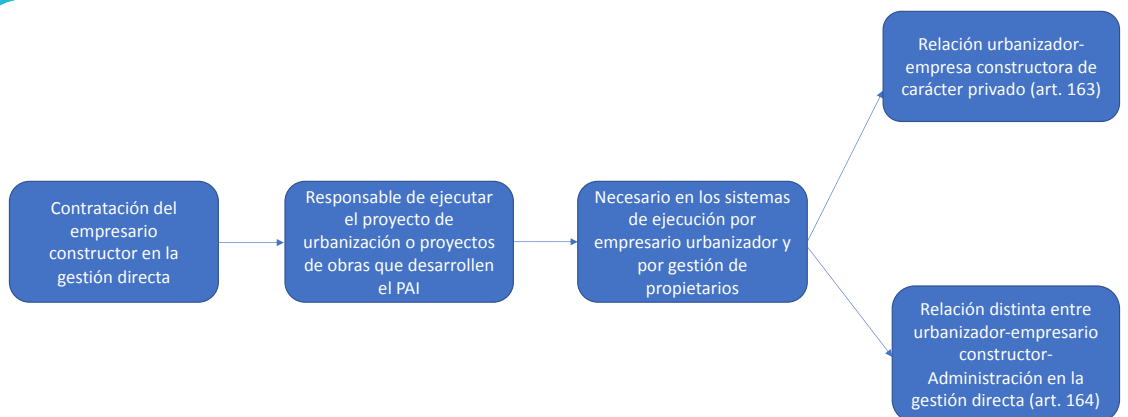 Contratación del
empresario
constructor en la
gestión directa
Responsable de ejecutar
el proyecto de
urbanización o proyectos
de obras que desarrollen
el PAI
Necesario en los sistemas
de ejecución por
empresario urbanizador y
por gestión de
propietarios
Relación urbanizador-
empresa constructora de
carácter privado (art. 163)
Relación distinta entre
urbanizador-empresario
constructor-
Administración en la
gestión directa (art. 164)